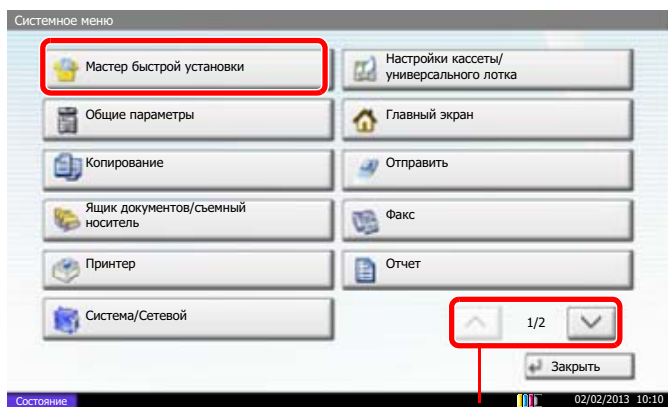 Системное меню
Мастер быстрой установки
Настройки кассеты/
универсального лотка
Общие параметры
Главный экран
Копирование
Отправить
Ящик документов/съемный
носитель
Факс
Принтер
Отчет
Система/Сетевой
1/2
Закрыть
Состояние
02/02/2013 10:10